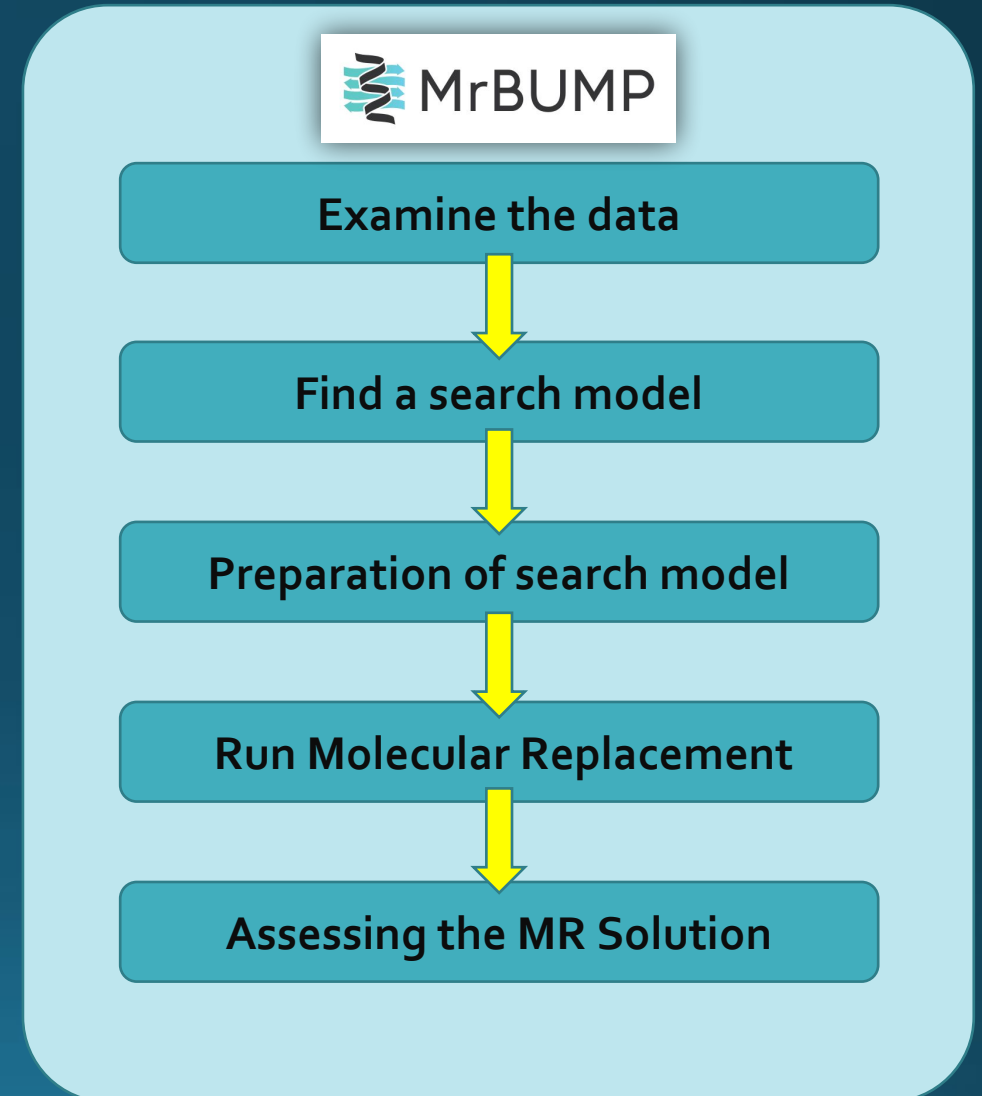 MrBUMP
Examine the data
Find a search model
Preparation of search model
Run Molecular Replacement
Assessing the MR Solution